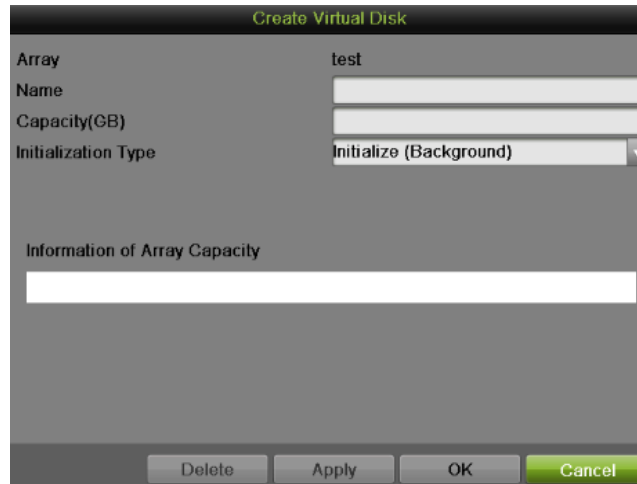 Create Virtual Disk
Array test
Name
Capacity(GB)
Initialization Type Initialize (Background)
Information of Array Capacity
Delete Apply OK Cancel